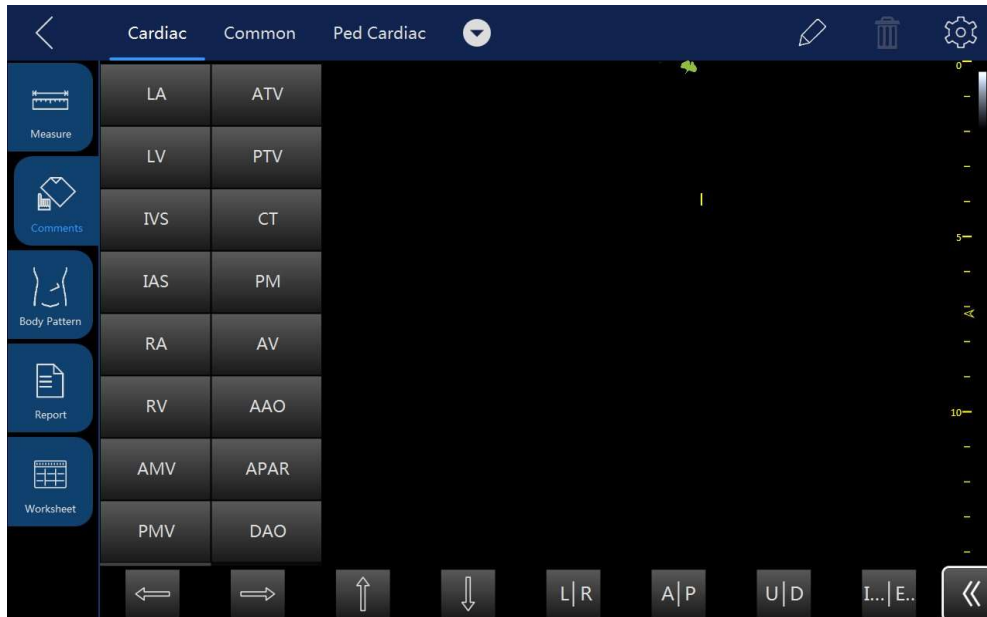 Cardiac Common Ped Cardiac
LA ATV
Measure
LV PTV
IVS CT
Comments
IAS PM
Body Pattern
RA AV
RV AAO
Report
AMV APAR
Worksheet
PMV DAO
L|R A|P U|D I...|E..
0
5
A
10